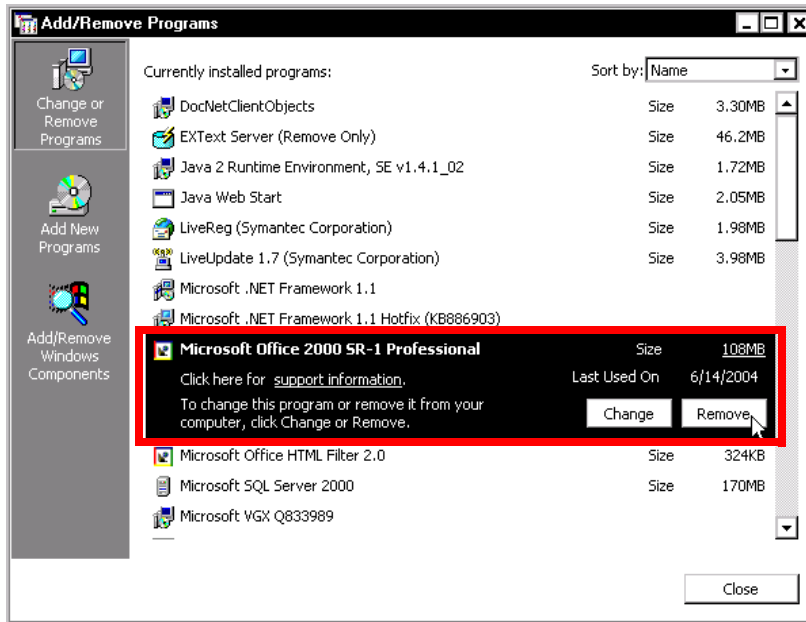 Add/Remove Programs
Change or
Remove
Programs
Add New
Programs
Add/Remove
Windows
Components
Currently installed programs:
Sort by: Name
DocNetClientObjects Size 3.30MB
EXText Server (Remove Only) Size 46.2MB
Java 2 Runtime Environment, SE v1.4.1_02 Size 1.72MB
Java Web Start Size 2.05MB
LiveReg (Symantec Corporation) Size 1.98MB
LiveUpdate 1.7 (Symantec Corporation) Size 3.98MB
Microsoft .NET Framework 1.1
Microsoft .NET Framework 1.1 Hotfix (KB886903)
Microsoft Office 2000 SR-1 Professional Size 108MB
Click here for support information. Last Used On 6/14/2004
To change this program or remove it from your
computer, click Change or Remove.
Change Remove
Microsoft Office HTML Filter 2.0 Size 324KB
Microsoft SQL Server 2000 Size 170MB
Microsoft VGX Q833989
Close